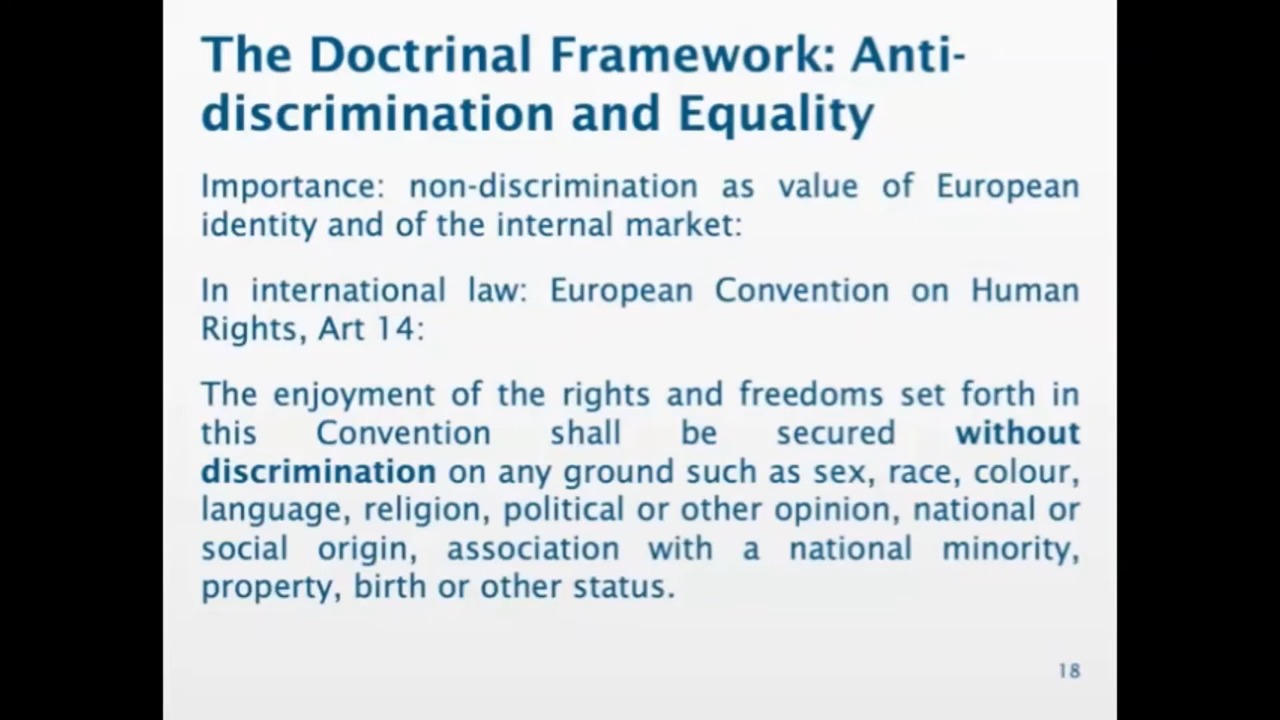 The Doctrinal Framework: Anti-
discrimination and Equality
Importance: non-discrimination as value of European
identity and of the internal market:
In international law: European Convention on Human
Rights, Art 14:
The enjoyment of the rights and freedoms set forth in
this Convention shall be secured without
discrimination on any ground such as sex, race, colour,
language, religion, political or other opinion, national or
social origin, association with a national minority,
property, birth or other status.
18